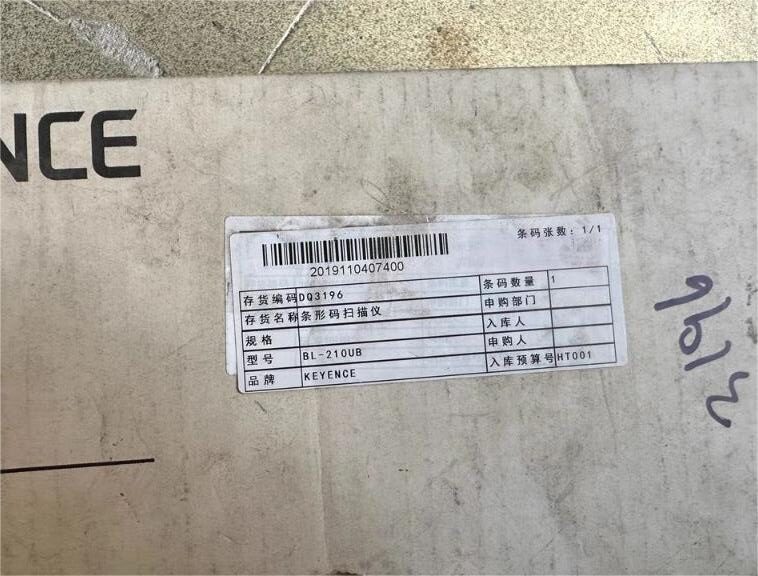 NCE
条码张数: 1/1
2019110407400
存货编码 DQ3196 条码数量 1
存货名称 条形码扫描仪 申购部门
规格 入库人
型号 BL-210UB 申购人
品牌 KEYENCE 入库预算号 HT001
3196